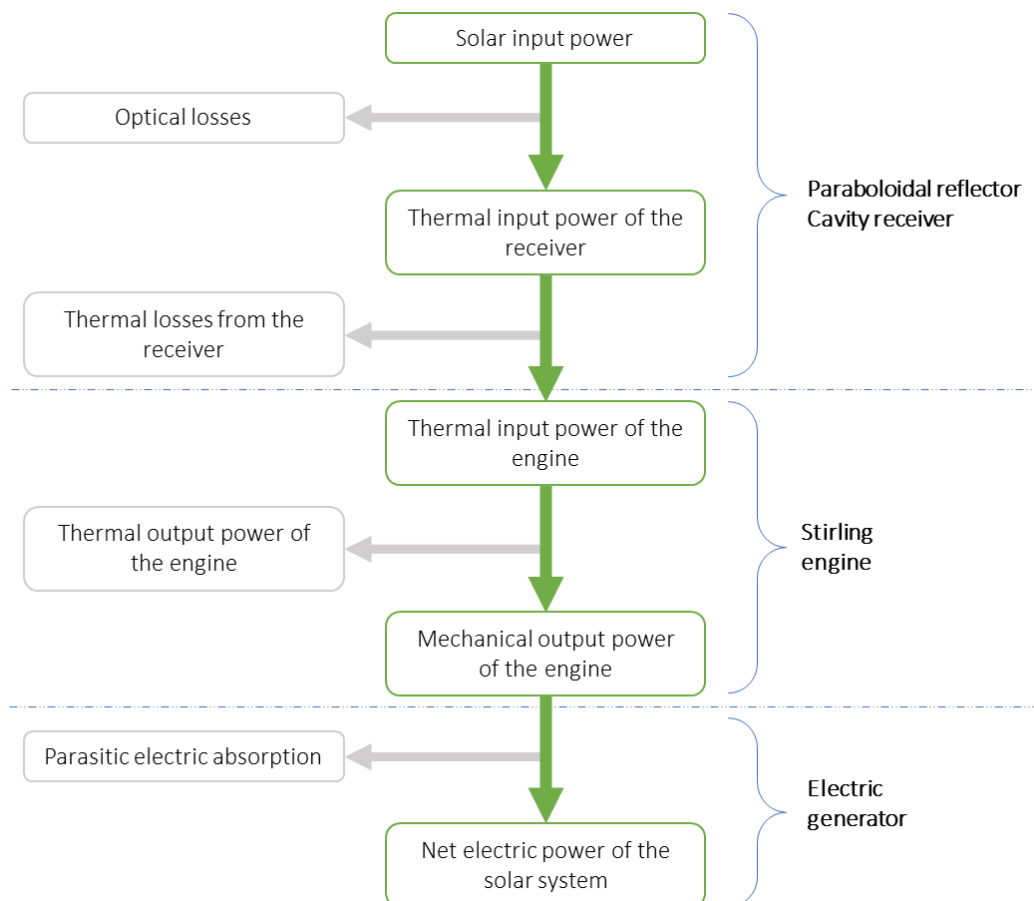 Solar input power
Optical losses
Thermal input power of the
receiver
Paraboloidal reflector
Cavity receiver
Thermal losses from the
receiver
Thermal input power of the
engine
Thermal output power of
the engine
Stirling
engine
Mechanical output power
of the engine
Parasitic electric absorption
Electric
generator
Net electric power of the
solar system